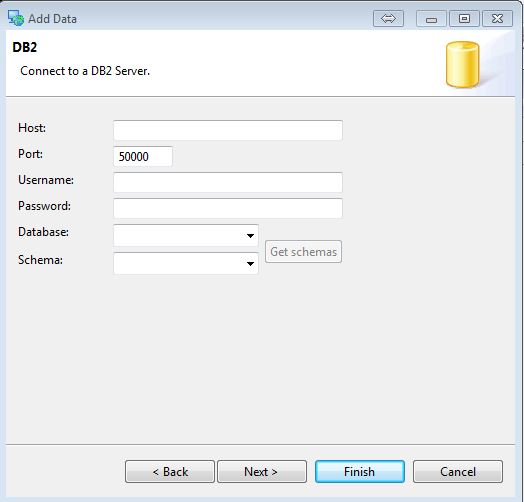 Add Data
DB2
Connect to a DB2 Server.
Host:
Port: 50000
Username:
Password:
Database:
Get schemas
Schema:
< Back Next > Finish Cancel